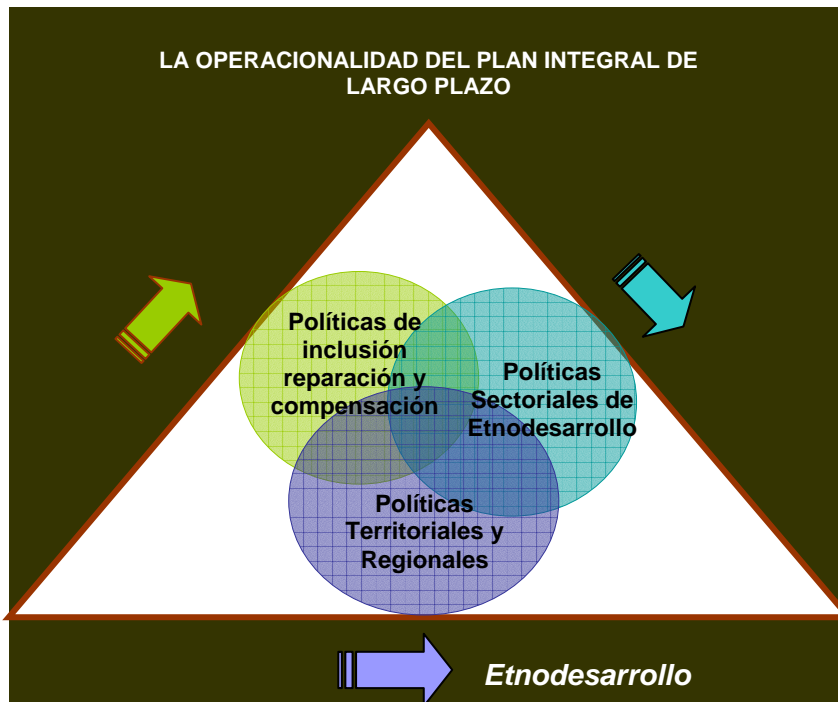 LA OPERACIONALIDAD DEL PLAN INTEGRAL DE
LARGO PLAZO
Políticas de
inclusión
reparación y
compensación
Políticas
Sectoriales de
Etnodesarrollo
Políticas
Territoriales y
Regionales
Etnodesarrollo